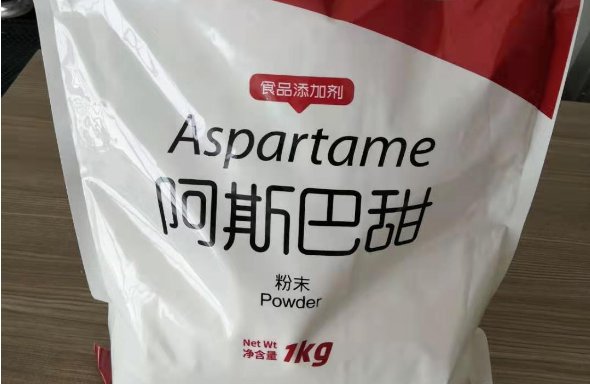 食品添加剂
Aspartame
阿斯巴甜
粉末
Powder
Net Wt
净含量 1kg